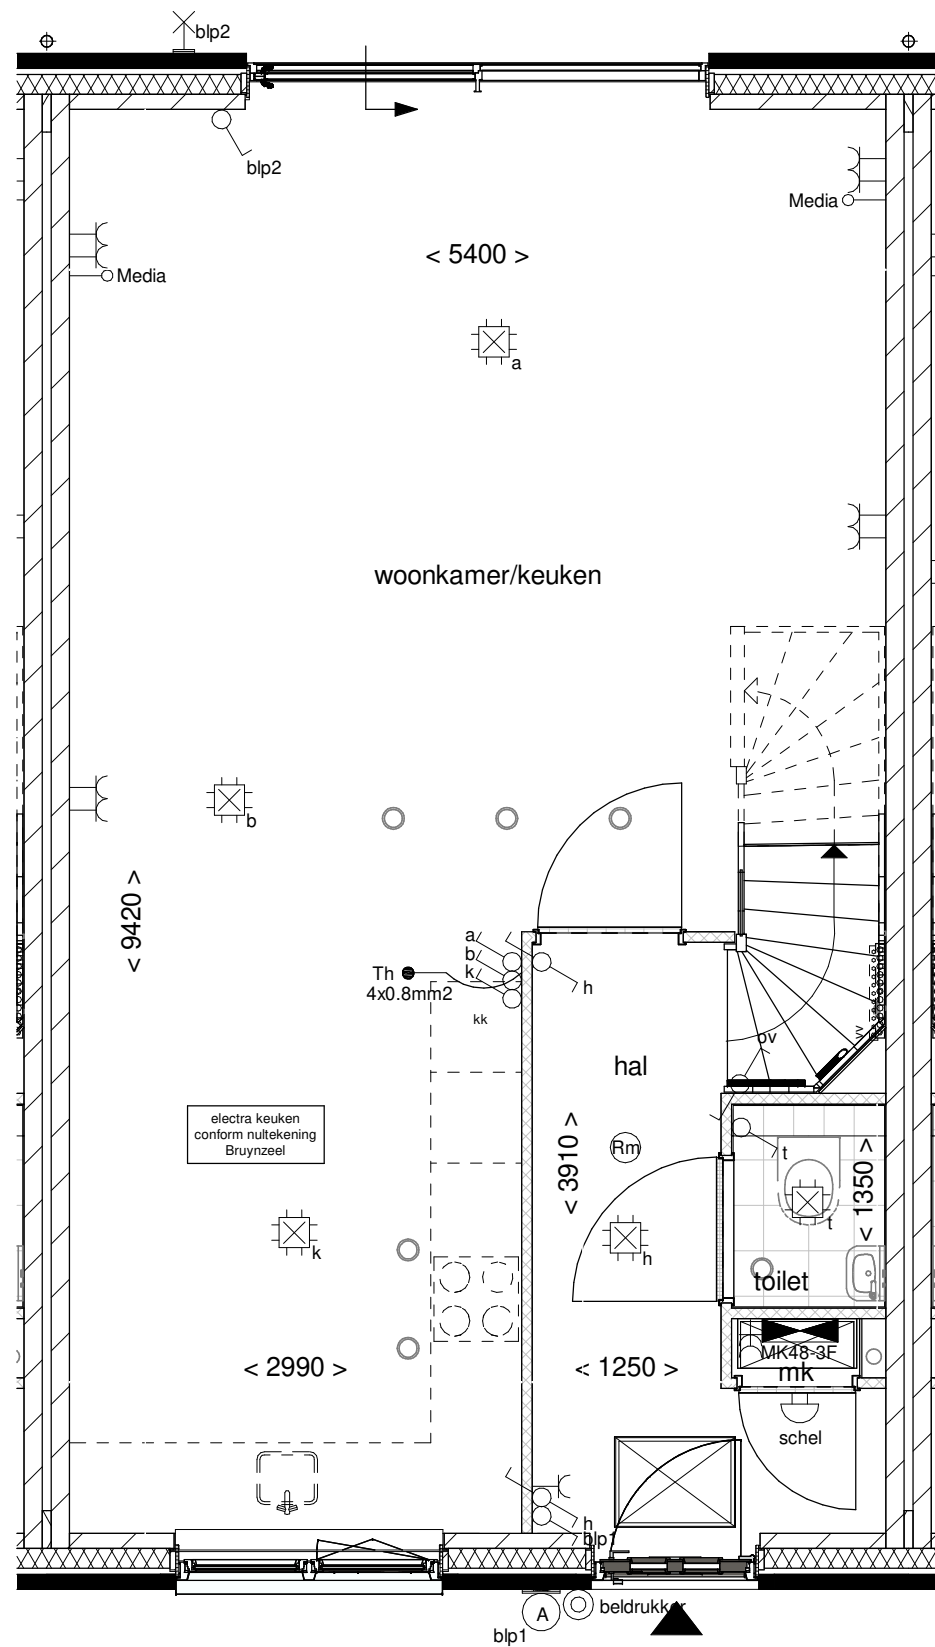 blp2
blp2
Media
Media
< 5400 >
a
woonkamer/keuken
b
< 9420 >
a
b
k
h
Th
4x0.8mm2
kk
ov
vv
hal
electra keuken
conform nultekening
Bruynzeel
< 3910 >
Rm
t
< 1350 >
t
k
h
toilet
MK48-3F
mk
< 2990 >
< 1250 >
schel
h
blp1
A
beldrukker
blp1